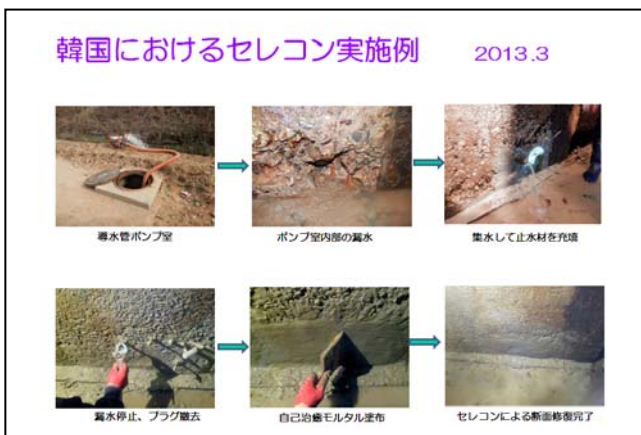 韓国におけるセレコン実施例 2013.3
導水管ポンプ室
ポンプ室内部の漏水
集水して止水材を充填
漏水停止、プラグ撤去
自己治癒モルタル塗布
セレコンによる断面修復完了